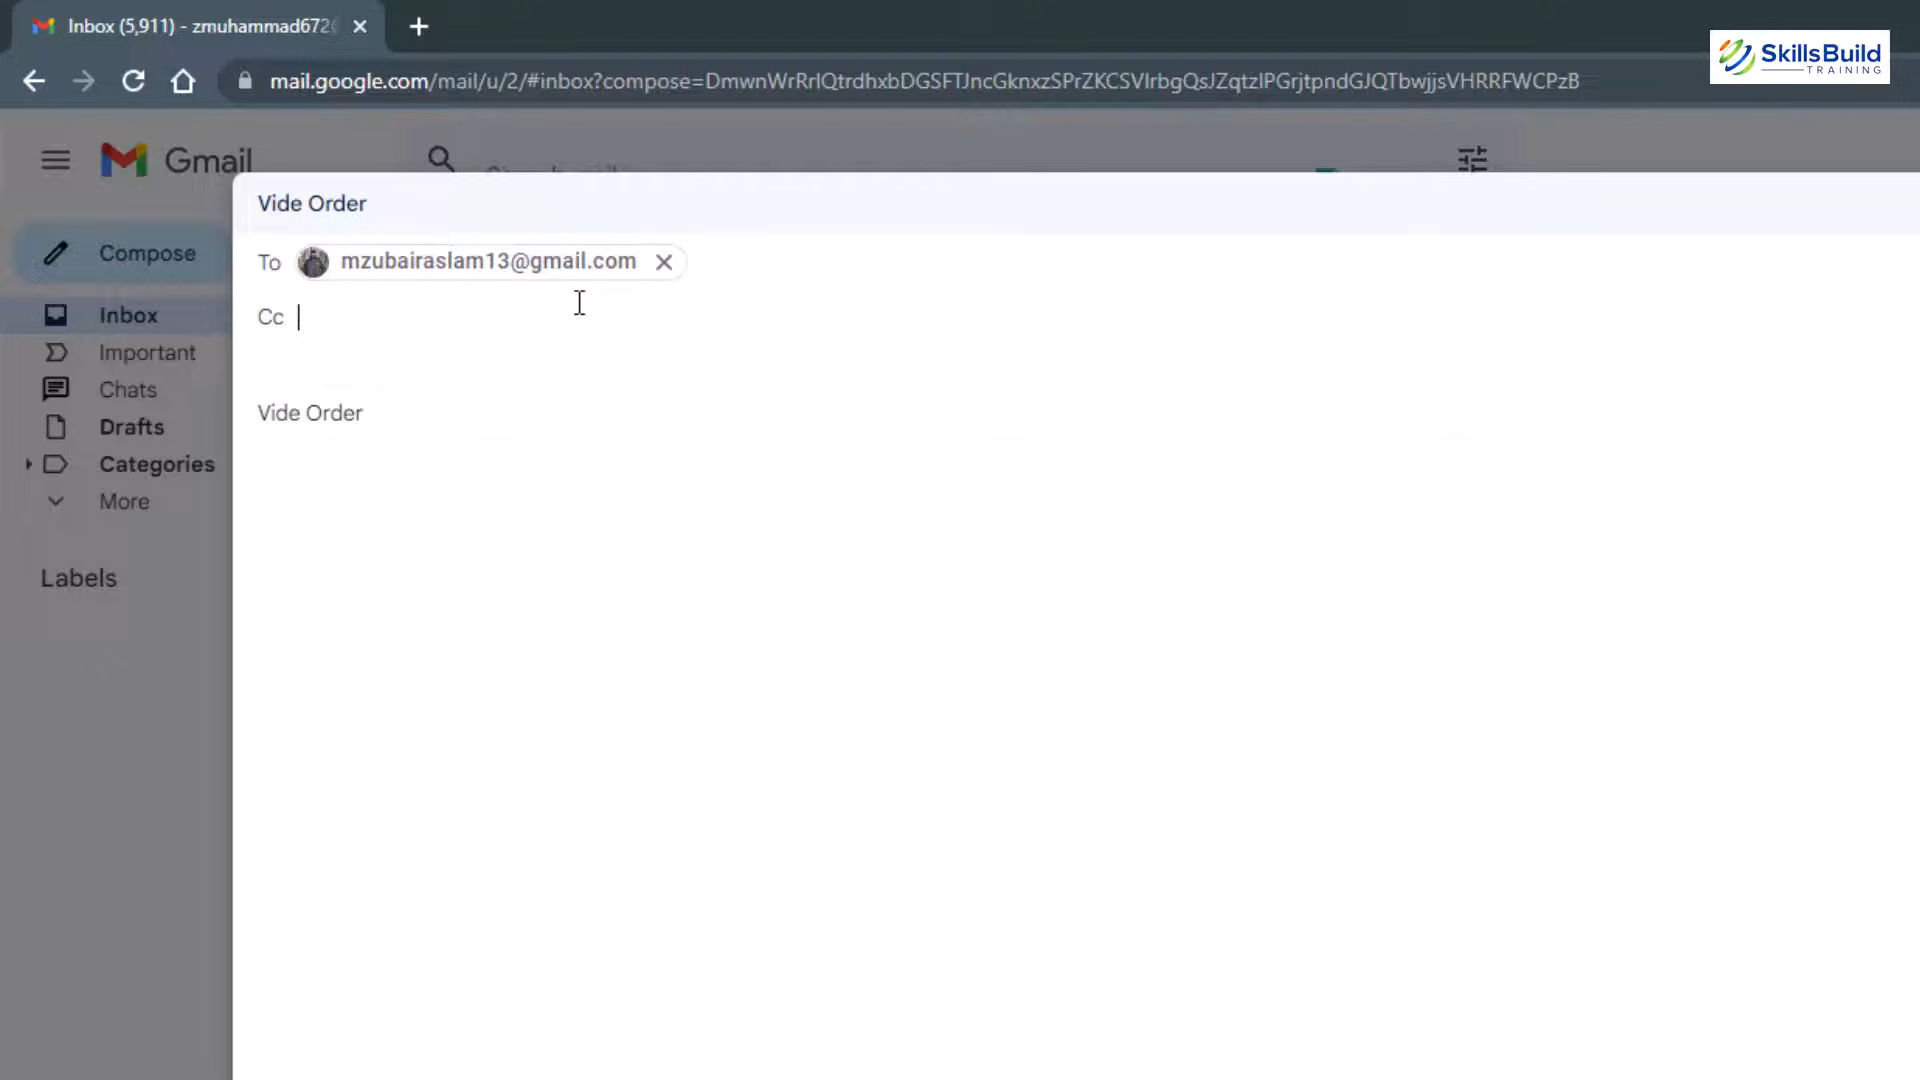 Inbox (5,911) - zmuhammad672
SkillsBuild
TRAINING
mail.google.com/mail/u/2/#inbox?compose=DmwnWrRrlQtrdhxbDGSFTJncGknxzSPrZKCSVlrbgQsJZqtzlPGrjtpndGJQTbwjjsVHRRFWCPzB
Gmail
Compose
Inbox
Important
Chats
Drafts
Categories
More
Labels
Vide Order
To mzubairaslam13@gmail.com
Cc
Vide Order